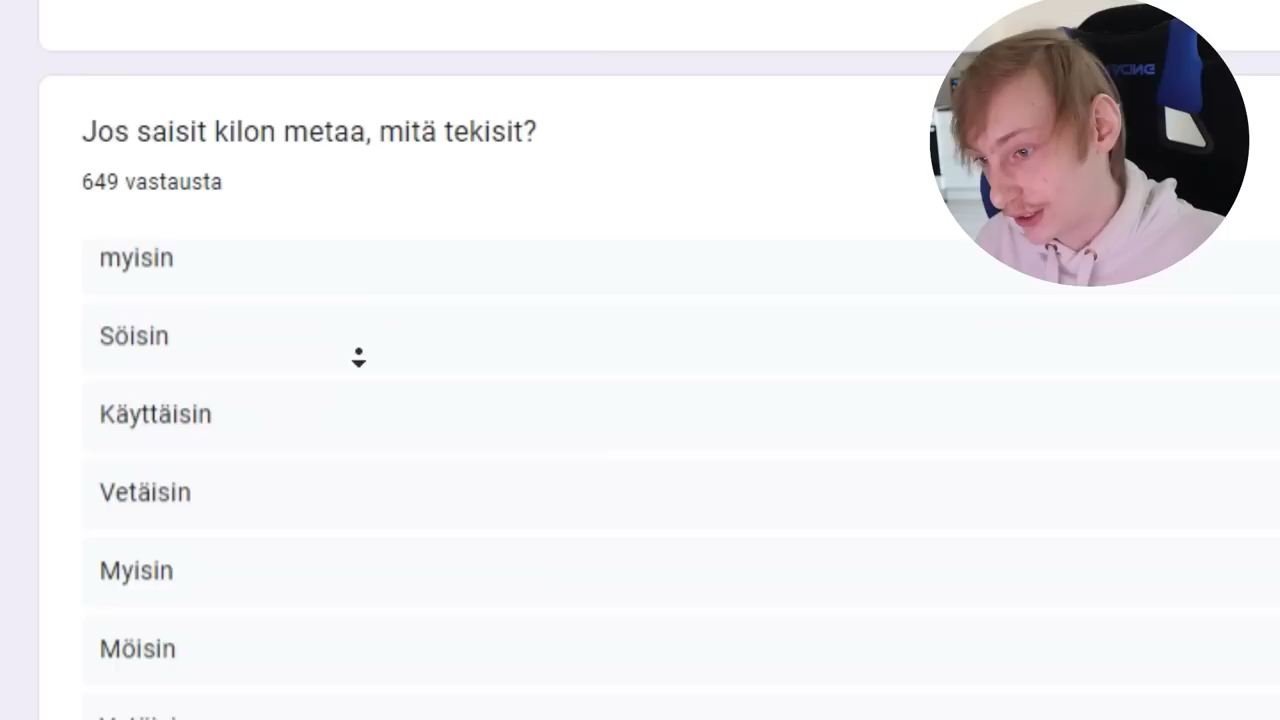 Jos saisit kilon metaa, mitä tekisit?
649 vastausta
myisin
Söisin
Käyttäisin
Vetäisin
Myisin
Möisin